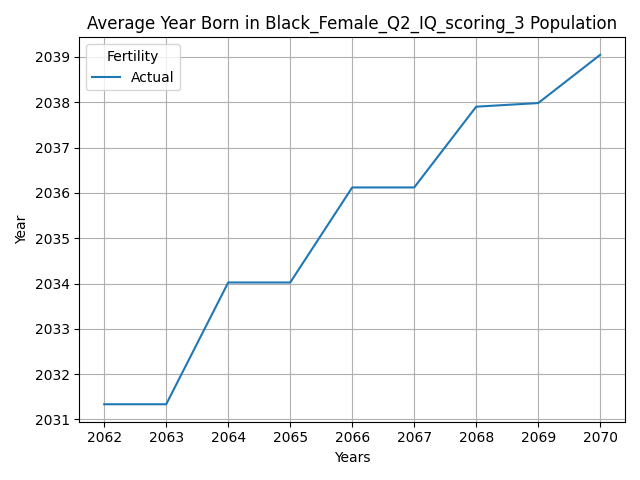 Average Year Born in Black_Female_Q2_IQ_scoring_3 Population
Fertility
Actual
2039
2038
2037
2036
2035
2034
2033
2032
2031
Year
2062 2063 2064 2065 2066 2067 2068 2069 2070
Years